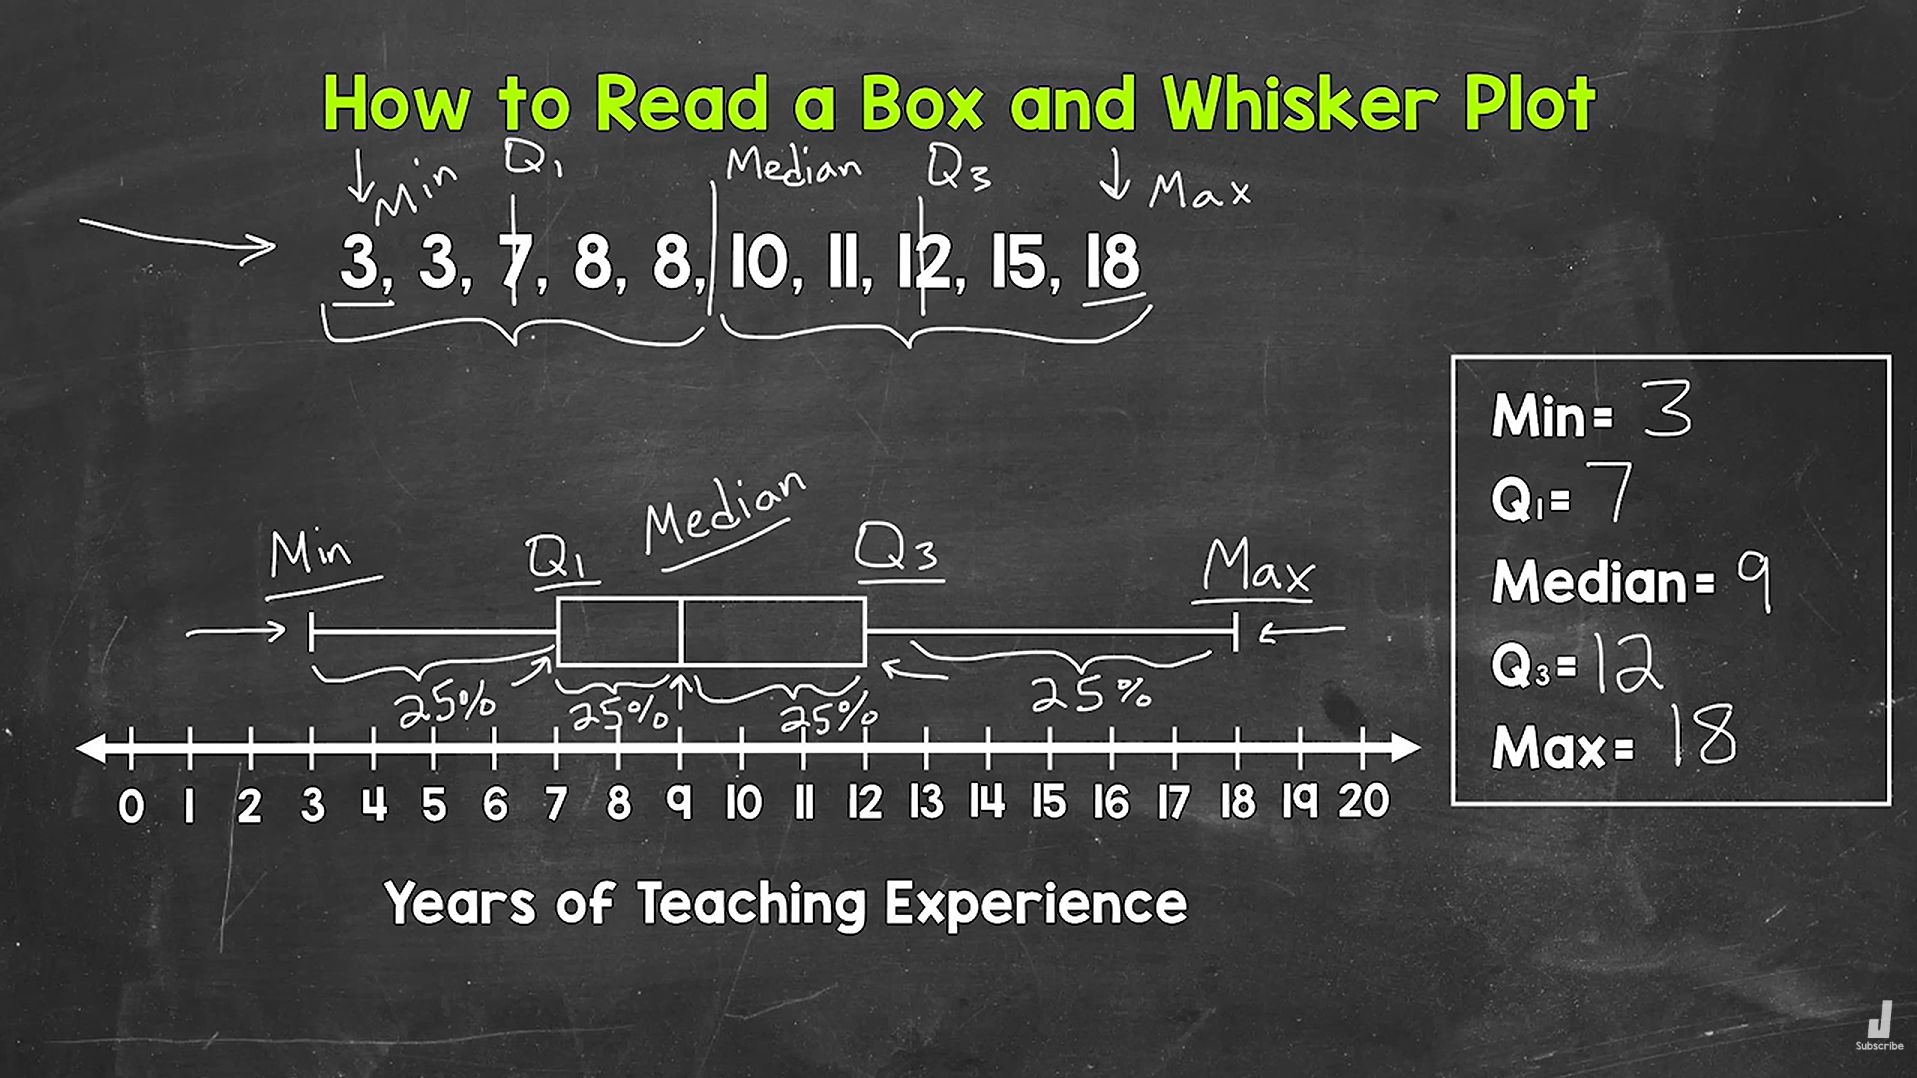 How to Read a Box and Whisker Plot
Min Q1 Median Q3 Max
3, 3, 7, 8, 8, 10, 11, 12, 15, 18
Min= 3
Q1= 7
Median= 9
Q3= 12
Max= 18
Min Q1 Median Q3 Max
25% 25% 25% 25%
0 1 2 3 4 5 6 7 8 9 10 11 12 13 14 15 16 17 18 19 20
Years of Teaching Experience
J
Subscribe